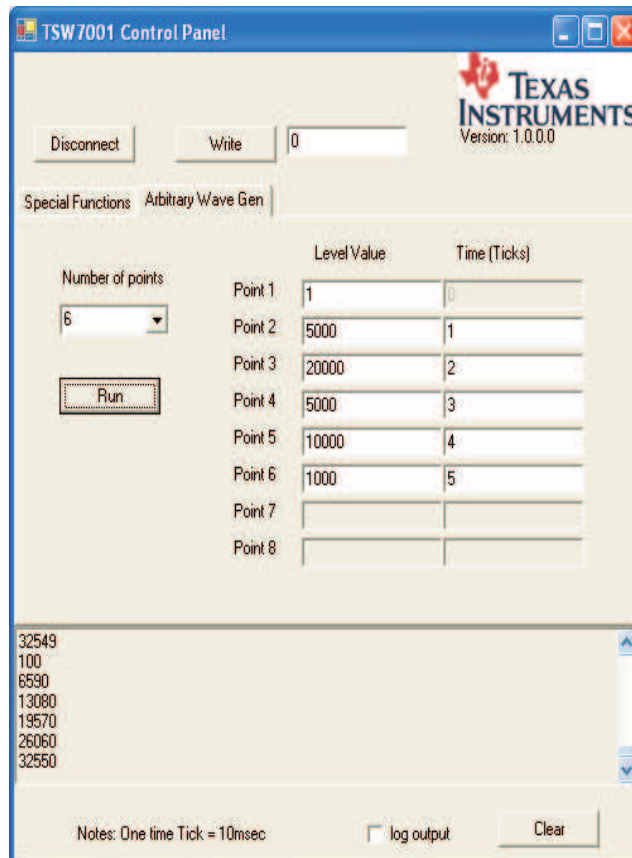 TSW7001 Control Panel
TEXAS
INSTRUMENTS
Version: 1.0.0.0
Disconnect Write 0
Special Functions Arbitrary Wave Gen
Level Value Time (Ticks)
Number of points
6
Run
Point 1 1 0
Point 2 5000 1
Point 3 20000 2
Point 4 5000 3
Point 5 10000 4
Point 6 1000 5
Point 7
Point 8
32549
100
6590
13080
19570
26060
32550
Notes: One time Tick = 10msec log output Clear